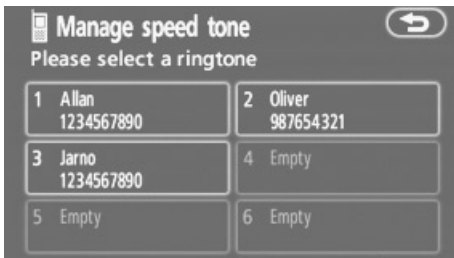 Manage speed tone
Please select a ringtone
1 Allan
1234567890
2 Oliver
987654321
3 Jarno
1234567890
4 Empty
5 Empty
6 Empty